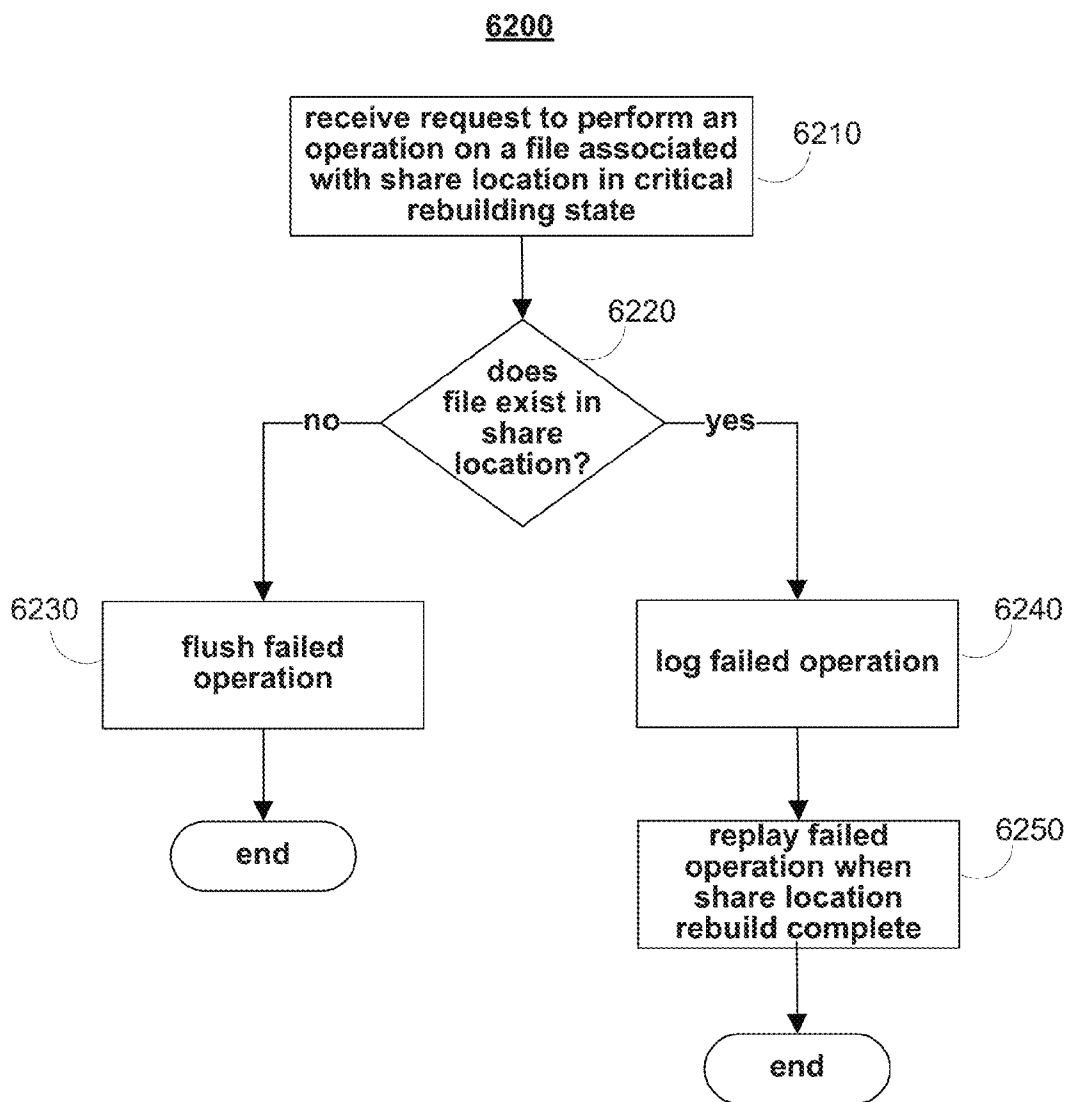 6200
receive request to perform an
operation on a file associated
with share location in critical
rebuilding state
6210
6220
does
file exist in
share
location?
no
yes
6230
flush failed
operation
6240
log failed operation
end
6250
replay failed
operation when
share location
rebuild complete
end